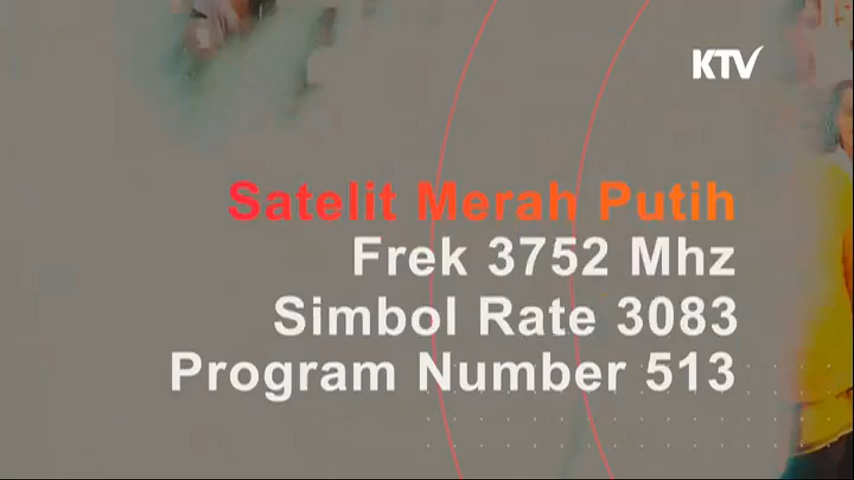 KTV
Satelit Merah Putih
Frek 3752 Mhz
Simbol Rate 3083
Program Number 513